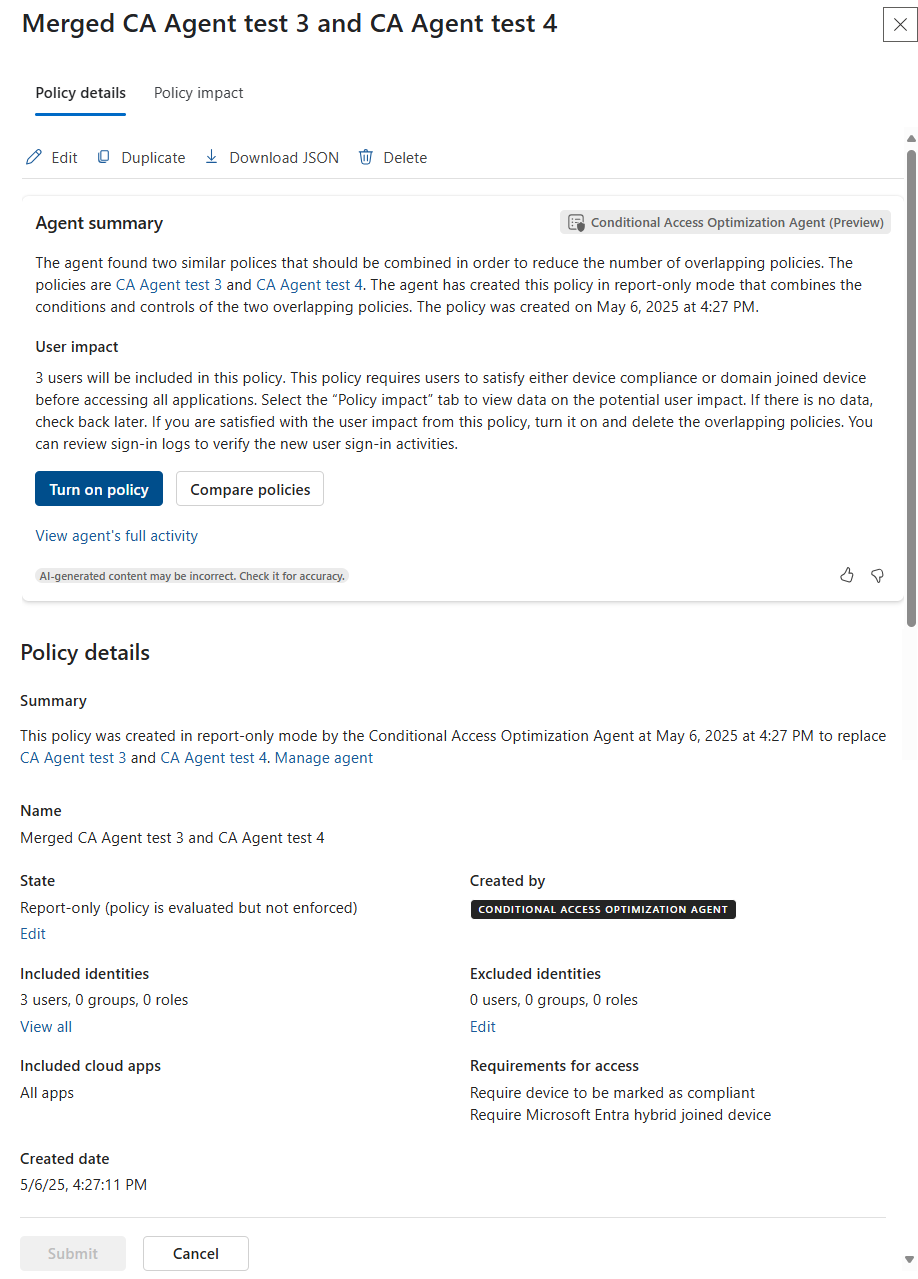 Merged CA Agent test 3 and CA Agent test 4
Policy details
Policy impact
Edit
Duplicate
Download JSON
Delete
Agent summary
Conditional Access Optimization Agent (Preview)
The agent found two similar polices that should be combined in order to reduce the number of overlapping policies. The
policies are CA Agent test 3 and CA Agent test 4. The agent has created this policy in report-only mode that combines the
conditions and controls of the two overlapping policies. The policy was created on May 6, 2025 at 4:27 PM.
User impact
3 users will be included in this policy. This policy requires users to satisfy either device compliance or domain joined device
before accessing all applications. Select the “Policy impact” tab to view data on the potential user impact. If there is no data,
check back later. If you are satisfied with the user impact from this policy, turn it on and delete the overlapping policies. You
can review sign-in logs to verify the new user sign-in activities.
Turn on policy
Compare policies
View agent's full activity
AI-generated content may be incorrect. Check it for accuracy.
Policy details
Summary
This policy was created in report-only mode by the Conditional Access Optimization Agent at May 6, 2025 at 4:27 PM to replace
CA Agent test 3 and CA Agent test 4. Manage agent
Name
Merged CA Agent test 3 and CA Agent test 4
State
Report-only (policy is evaluated but not enforced)
Edit
Created by
CONDITIONAL ACCESS OPTIMIZATION AGENT
Included identities
3 users, 0 groups, 0 roles
View all
Excluded identities
0 users, 0 groups, 0 roles
Edit
Included cloud apps
All apps
Requirements for access
Require device to be marked as compliant
Require Microsoft Entra hybrid joined device
Created date
5/6/25, 4:27:11 PM
Submit
Cancel